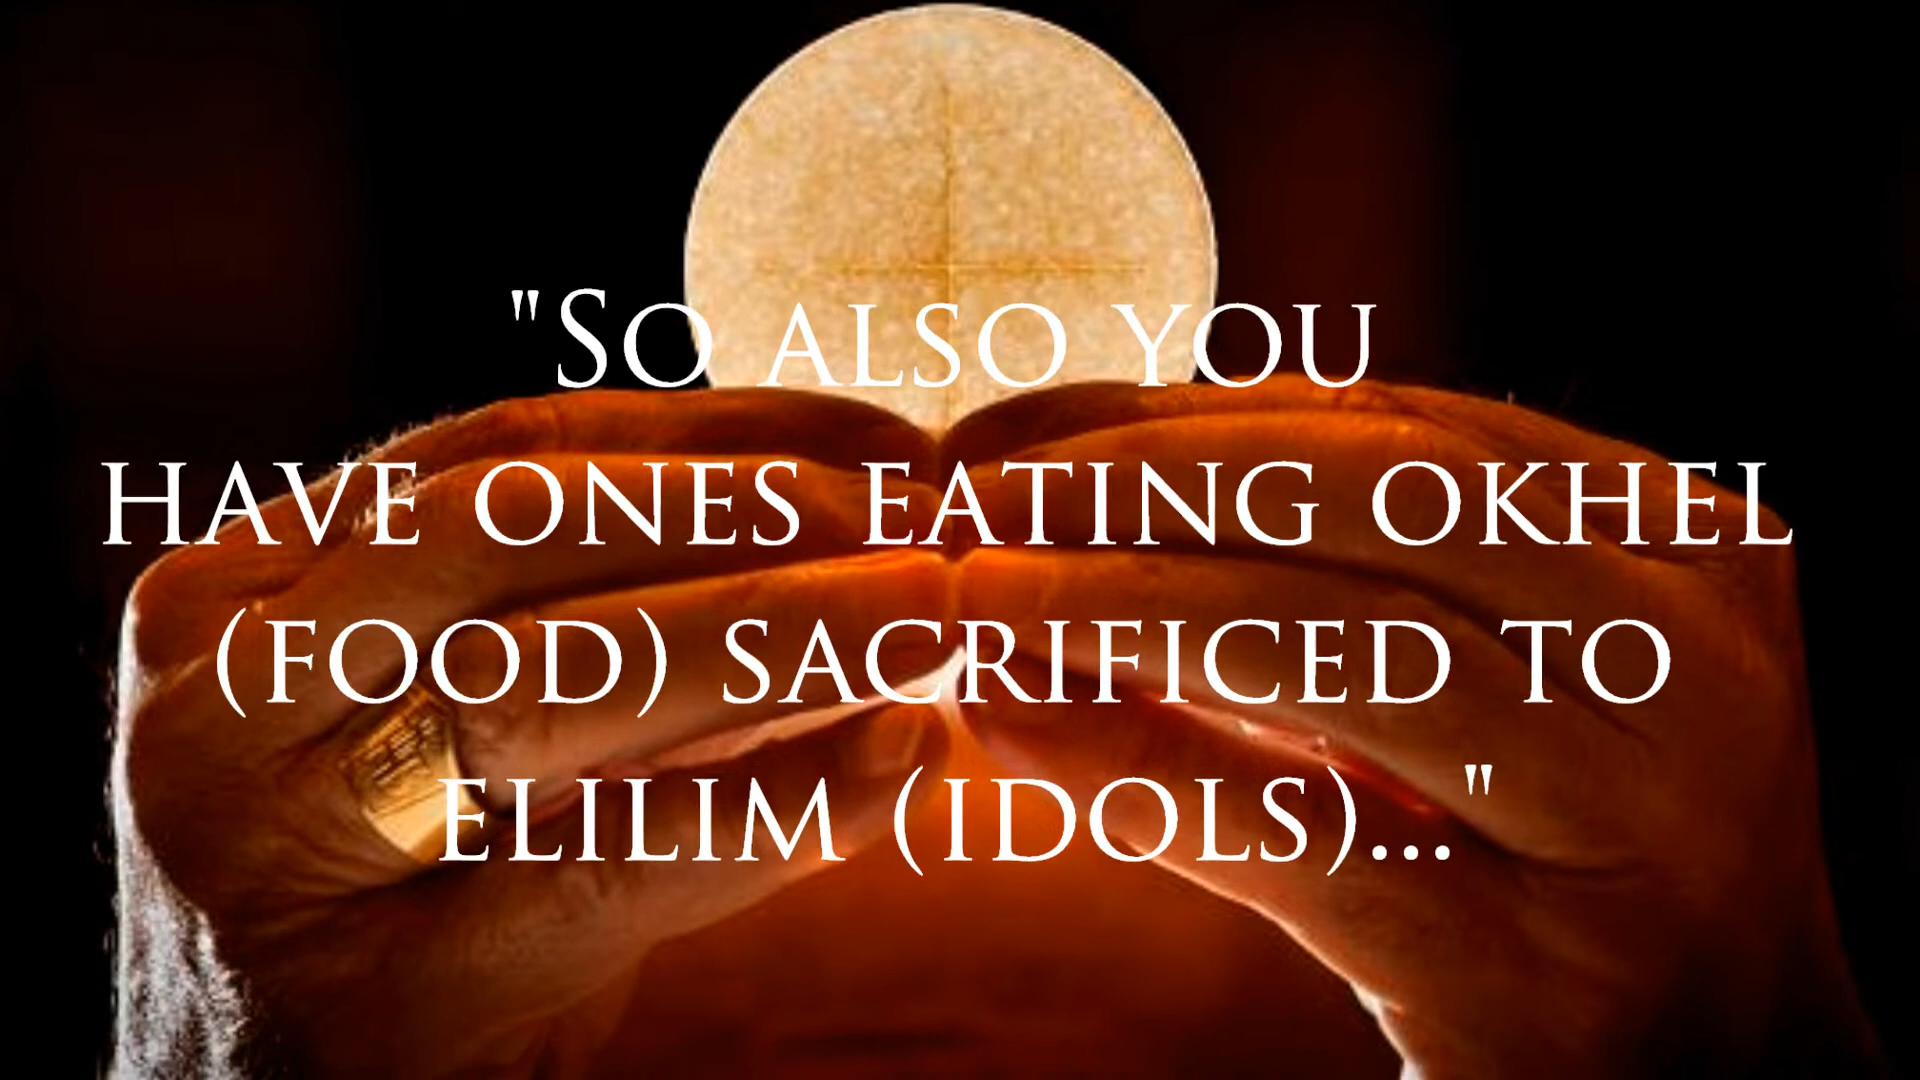 "So also you
have ones eating okhel
(food) sacrificed to
elilim (idols)..."